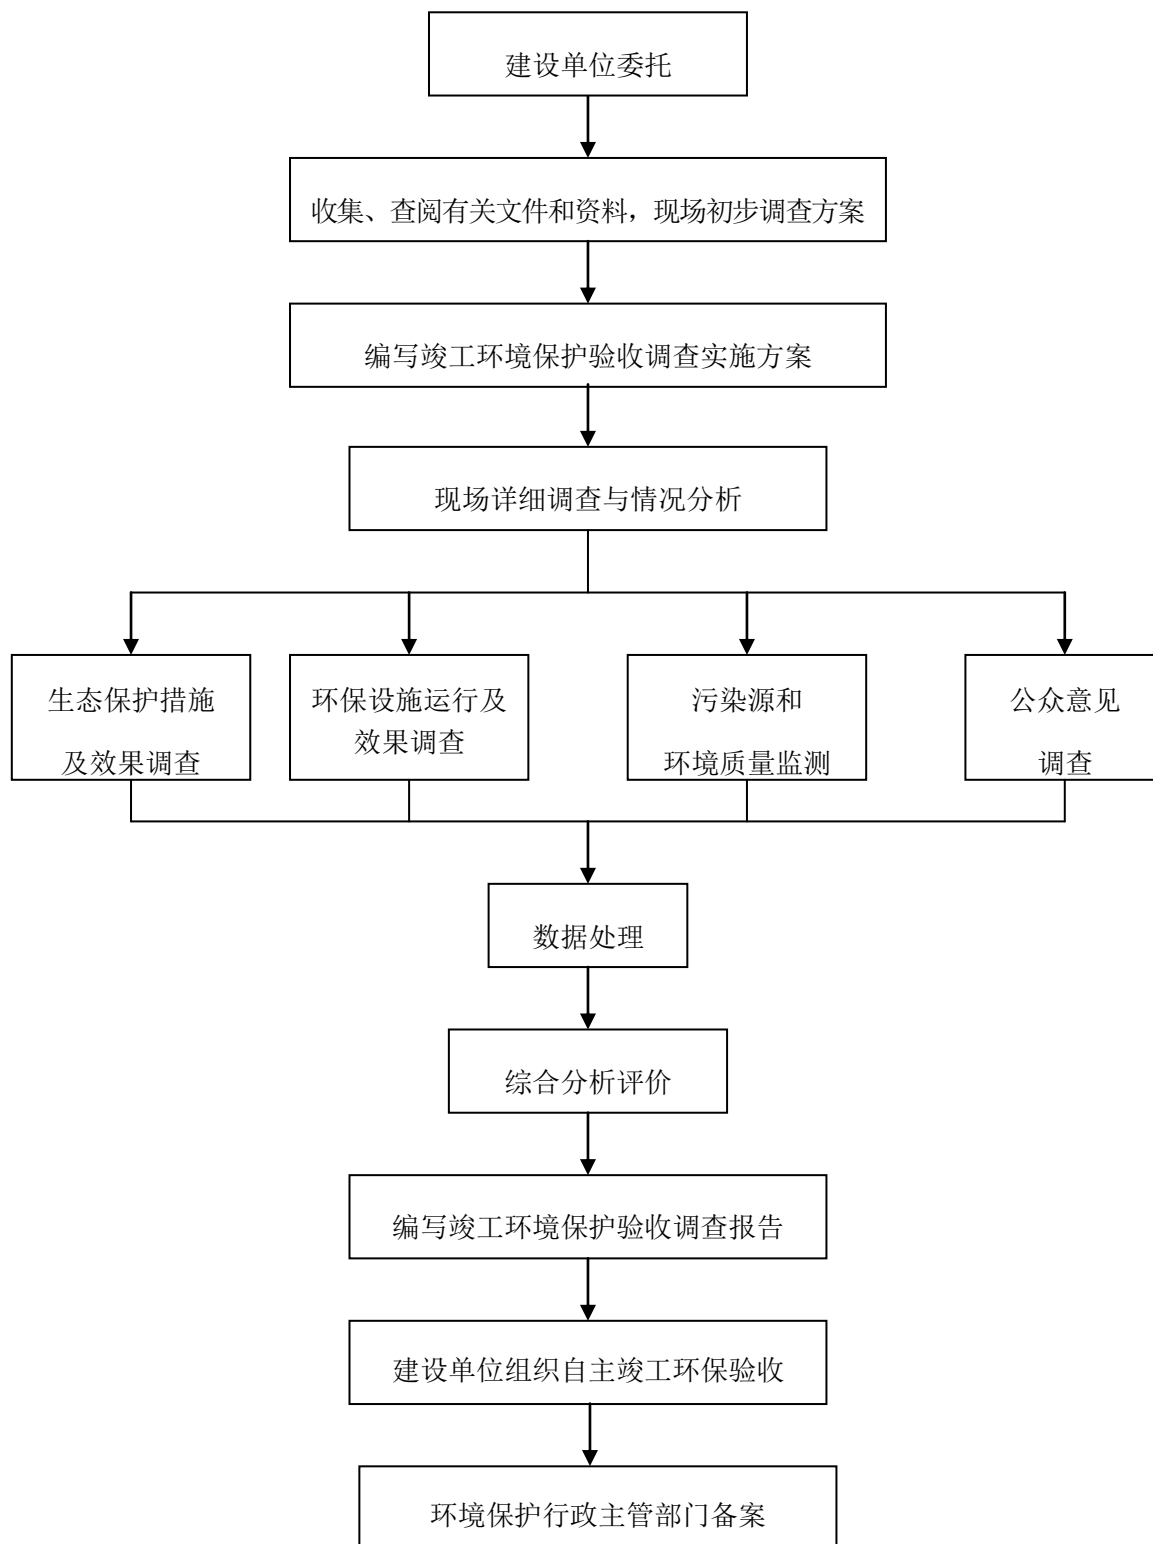 建设单位委托
收集、查阅有关文件和资料，现场初步调查方案
编写竣工环境保护验收调查实施方案
现场详细调查与情况分析
生态保护措施
及效果调查
环保设施运行及
效果调查
污染源和
环境质量监测
公众意见
调查
数据处理
综合分析评价
编写竣工环境保护验收调查报告
建设单位组织自主竣工环保验收
环境保护行政主管部门备案